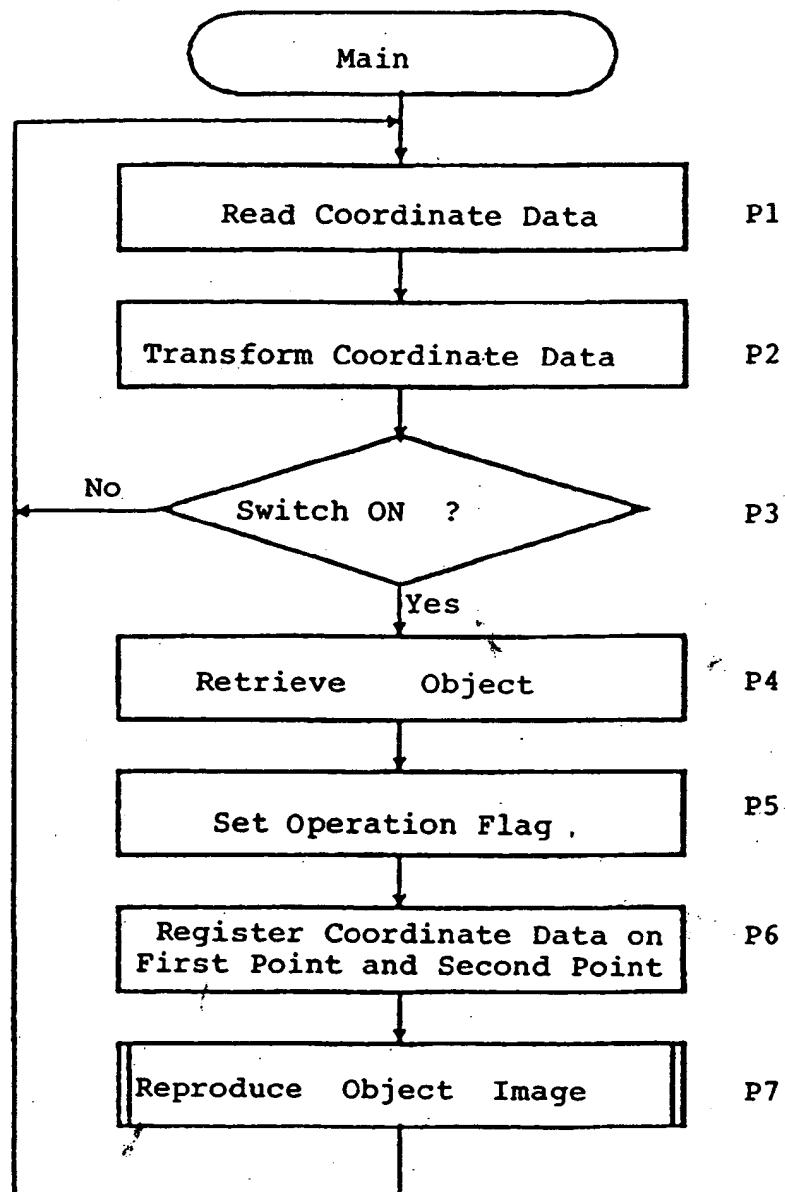 Main
Read Coordinate Data P1
Transform Coordinate Data P2
No
Switch ON ? P3
Yes
Retrieve Object P4
Set Operation Flag P5
Register Coordinate Data on P6
First Point and Second Point
Reproduce Object Image P7